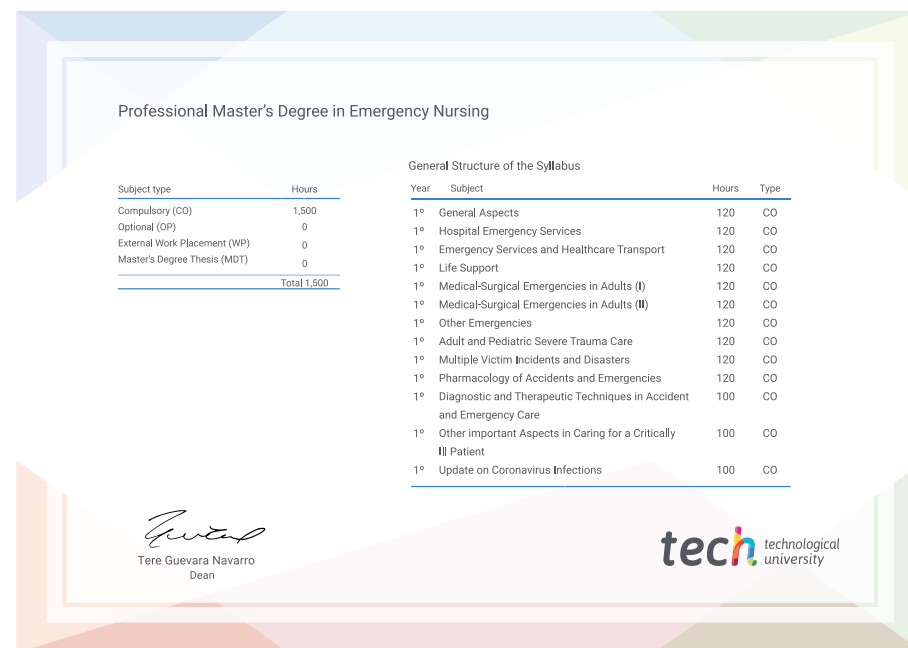 Professional Master's Degree in Emergency Nursing
General Structure of the Syllabus
Subject type Hours
Compulsory (CO) 1,500
Optional (OP) 0
External Work Placement (WP) 0
Master's Degree Thesis (MDT) 0
Total 1,500
Year Subject Hours Type
1º General Aspects 120 CO
1º Hospital Emergency Services 120 CO
1º Emergency Services and Healthcare Transport 120 CO
1º Life Support 120 CO
1º Medical-Surgical Emergencies in Adults (I) 120 CO
1º Medical-Surgical Emergencies in Adults (II) 120 CO
1º Other Emergencies 120 CO
1º Adult and Pediatric Severe Trauma Care 120 CO
1º Multiple Victim Incidents and Disasters 120 CO
1º Pharmacology of Accidents and Emergencies 120 CO
1º Diagnostic and Therapeutic Techniques in Accident 100 CO
and Emergency Care
1º Other important Aspects in Caring for a Critically 100 CO
Ill Patient
1º Update on Coronavirus Infections 100 CO
Tere Guevara Navarro
Dean
tech technological
university